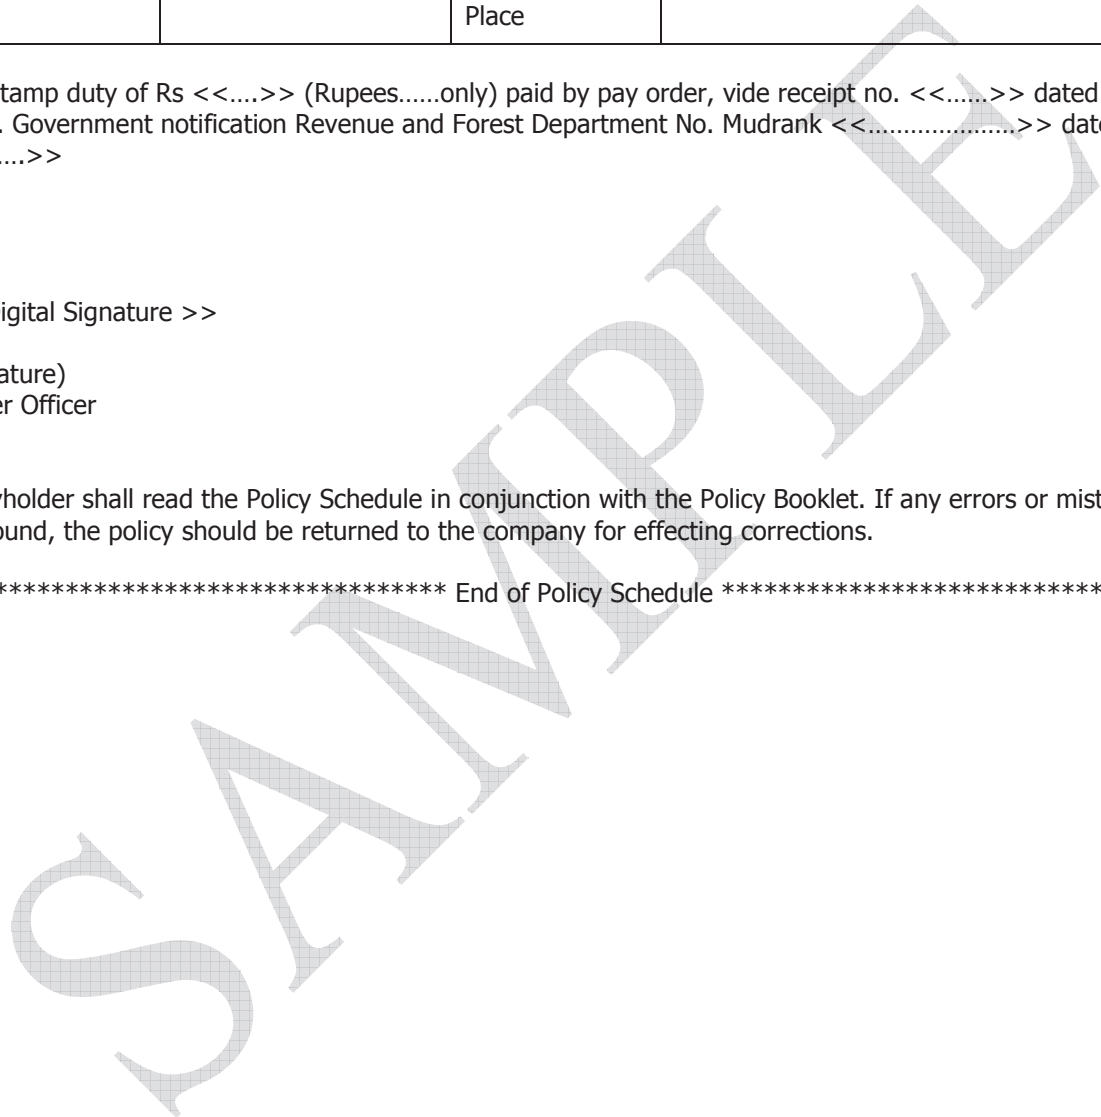 Place
tamp duty of Rs <<....>> (Rupees......only) paid by pay order, vide receipt no. <<......>> dated
. Government notification Revenue and Forest Department No. Mudrank <<.....................>> date
....>>
igital Signature >>
ature)
er Officer
yholder shall read the Policy Schedule in conjunction with the Policy Booklet. If any errors or mist
ound, the policy should be returned to the company for effecting corrections.
******************************** End of Policy Schedule ***************************
SAMPLE